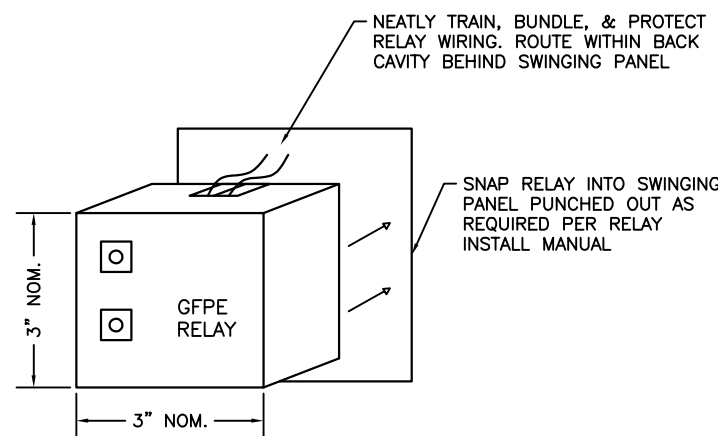 NEATLY TRAIN, BUNDLE, & PROTECT
RELAY WIRING. ROUTE WITHIN BACK
CAVITY BEHIND SWINGING PANEL
SNAP RELAY INTO SWINGING
PANEL PUNCHED OUT AS
REQUIRED PER RELAY
INSTALL MANUAL
GFPE
RELAY
3" NOM.
3" NOM.